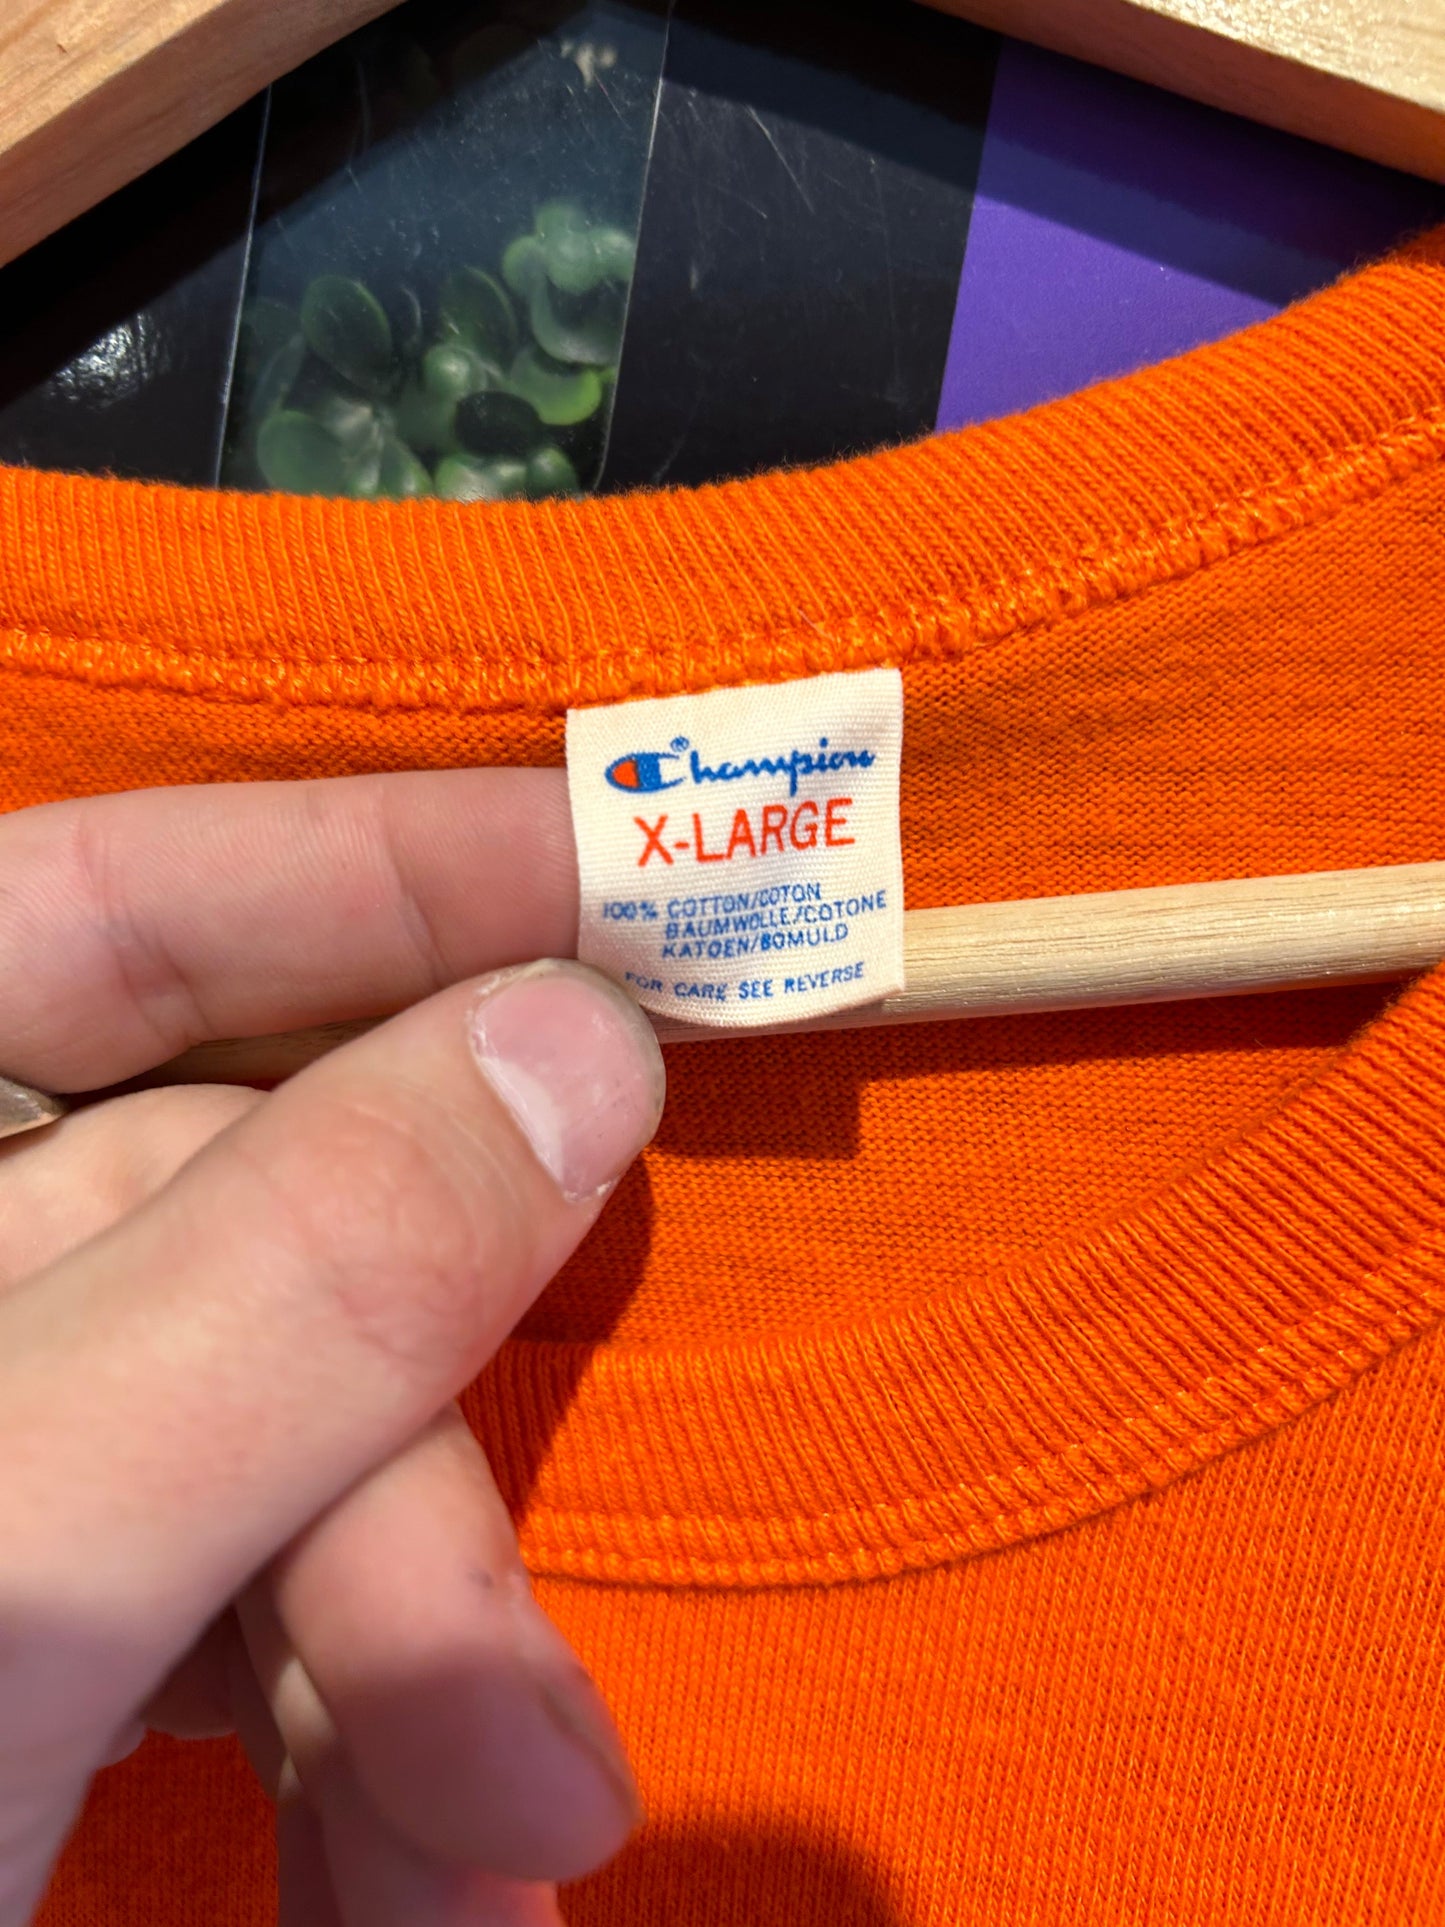 Champion®
X-LARGE
100% COTTON/COTON
BAUMWOLLE/COTONE
KATOEN/BOMULD
FOR CARE SEE REVERSE